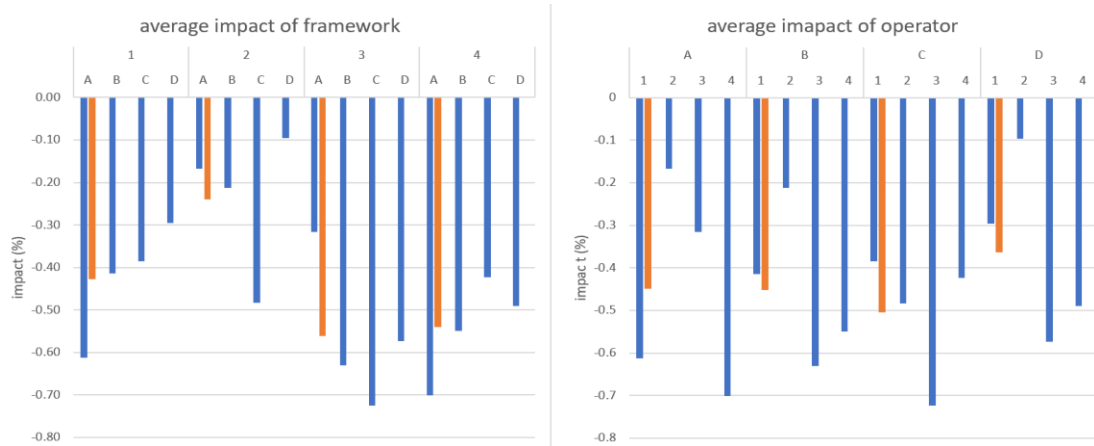 average impact of framework
1 2 3 4
A B C D A B C D A B C D A B C D
0.00
-0.10
-0.20
-0.30
-0.40
-0.50
-0.60
-0.70
-0.80
impact (%)
average imapact of operator
A B C D
1 2 3 4 1 2 3 4 1 2 3 4 1 2 3 4
0
-0.1
-0.2
-0.3
-0.4
-0.5
-0.6
-0.7
-0.8
impac t (%)